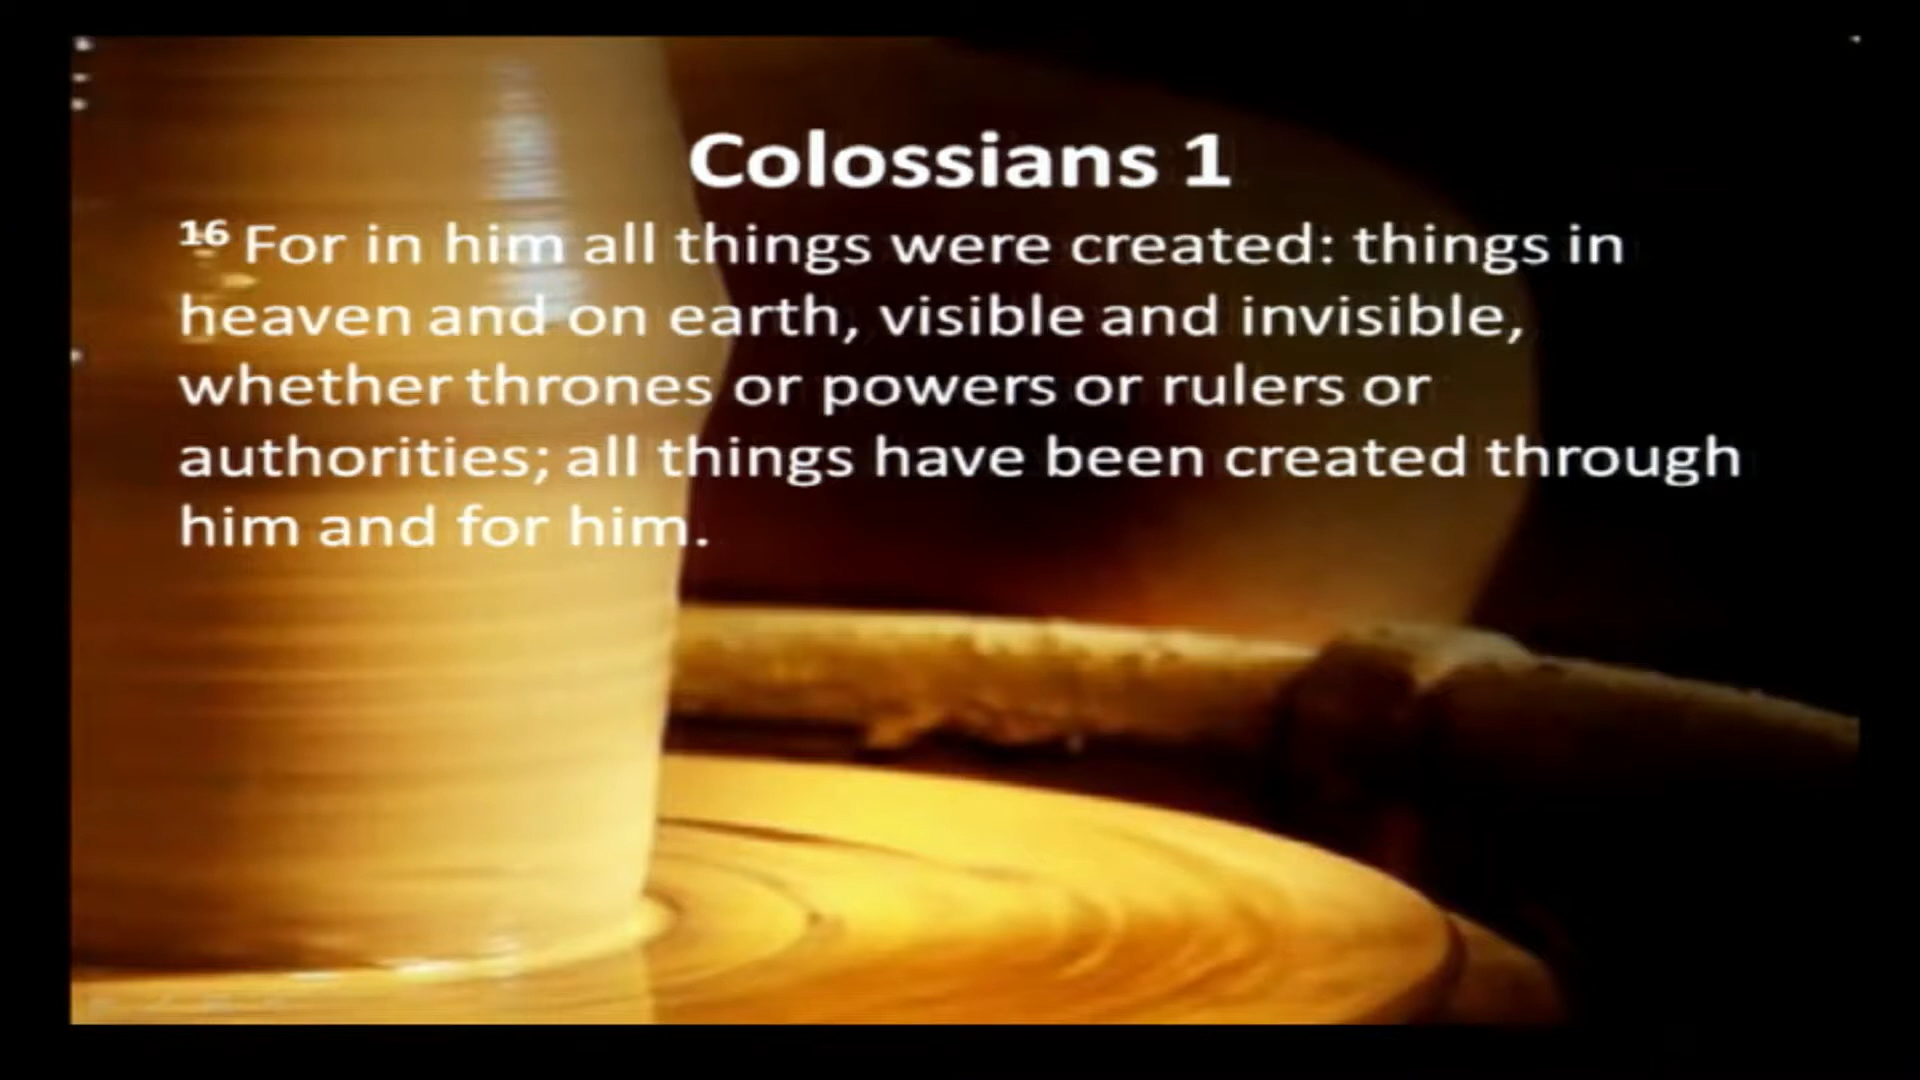 Colossians 1
16 For in him all things were created: things in
heaven and on earth, visible and invisible,
whether thrones or powers or rulers or
authorities; all things have been created through
him and for him.